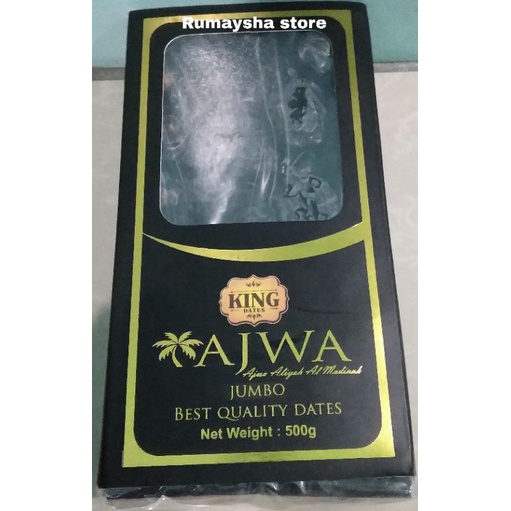 Rumaysha store
KING
DATES
AJWA
Ajwa Aliyah Al Madinah
JUMBO
BEST QUALITY DATES
Net Weight : 500g